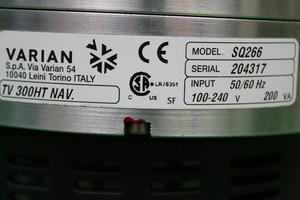 VARIAN
S.p.A. Via Varian 54
10040 Leini Torino ITALY
TV 300HT NAV.
CE
LR76351
C US
SF
MODEL SQ266
SERIAL 204317
INPUT 50/60 Hz
100-240 V 200 VA.